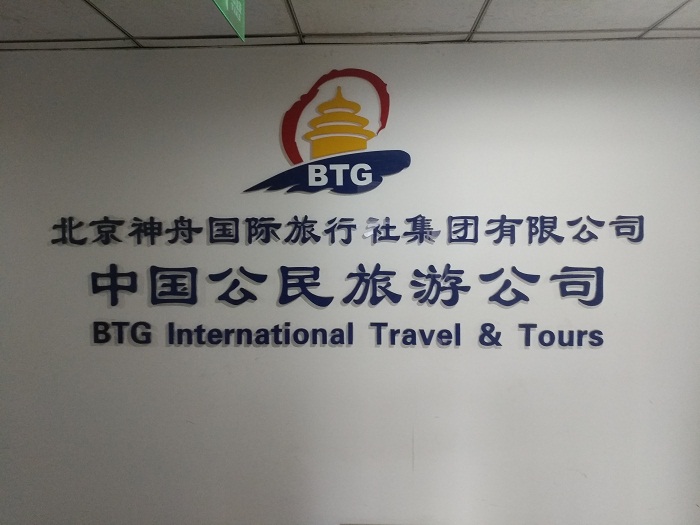 BTG
北京神舟国际旅行社集团有限公司
中国公民旅游公司
BTG International Travel & Tours